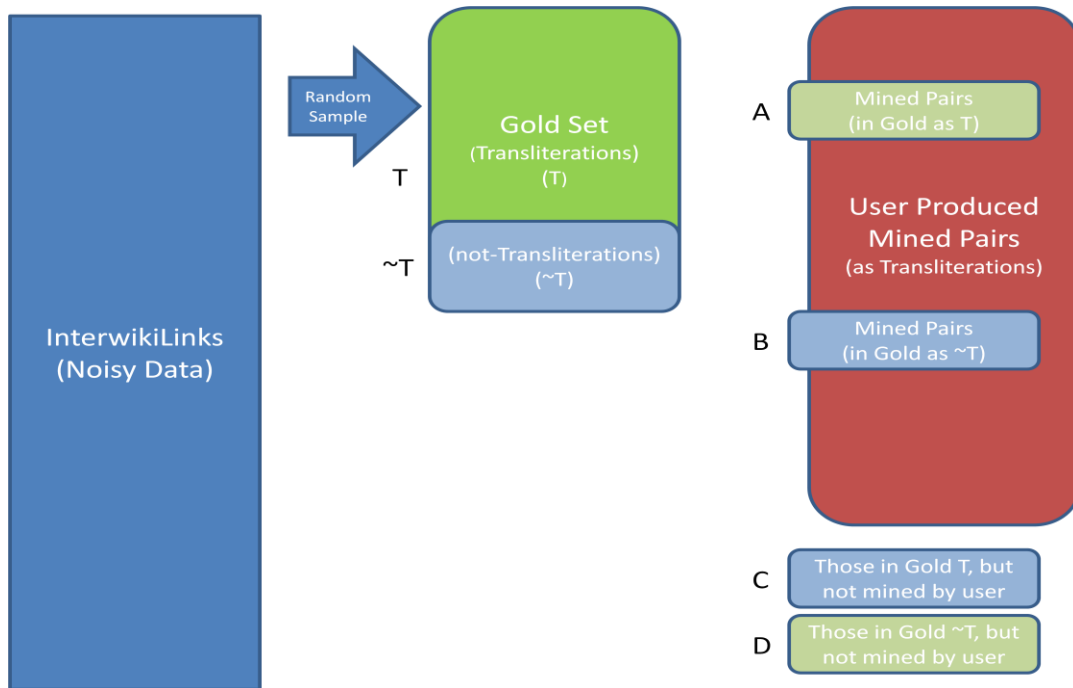 InterwikiLinks
(Noisy Data)
Random
Sample
T
~T
Gold Set
(Transliterations)
(T)
(not-Transliterations)
(~T)
A
Mined Pairs
(in Gold as T)
User Produced
Mined Pairs
(as Transliterations)
B
Mined Pairs
(in Gold as ~T)
C
Those in Gold T, but
not mined by user
D
Those in Gold ~T, but
not mined by user